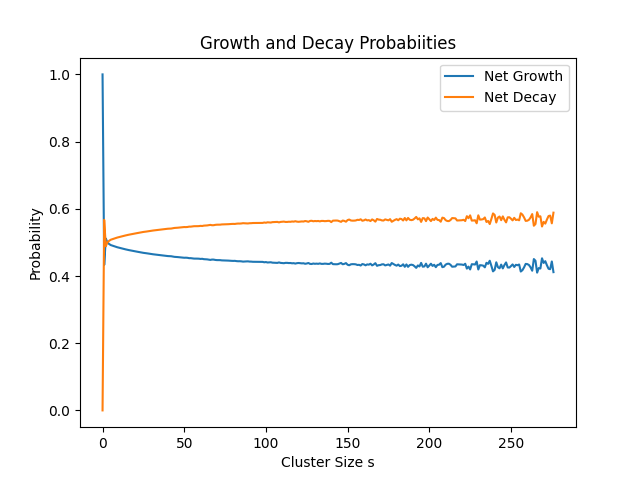 Growth and Decay Probabiities
Net Growth
Net Decay
1.0
0.8
0.6
0.4
0.2
0.0
Probability
0 50 100 150 200 250
Cluster Size s